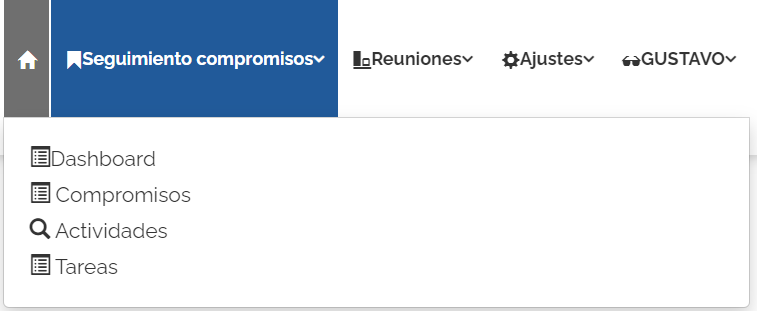 Seguimiento compromisos Reuniones Ajustes GUSTAVO
Dashboard
Compromisos
Actividades
Tareas